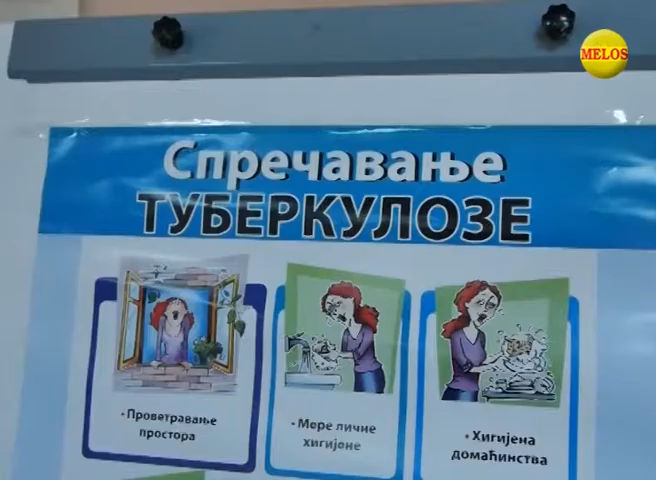 MELOS
Спречавање
ТУБЕРКУЛОЗЕ
• Проветравање
простора
• Мере личне
хигијене
• Хигијена
домаћинства